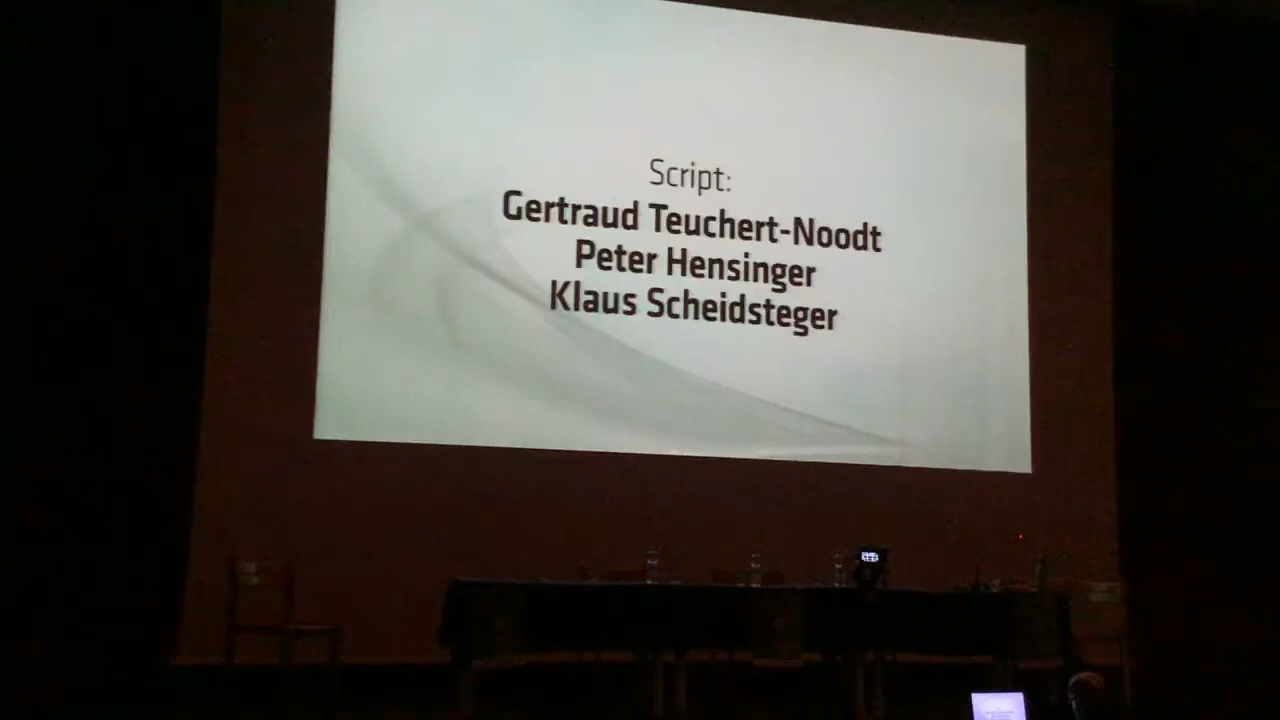 Script:
Gertraud Teuchert-Noodt
Peter Hensinger
Klaus Scheidsteger